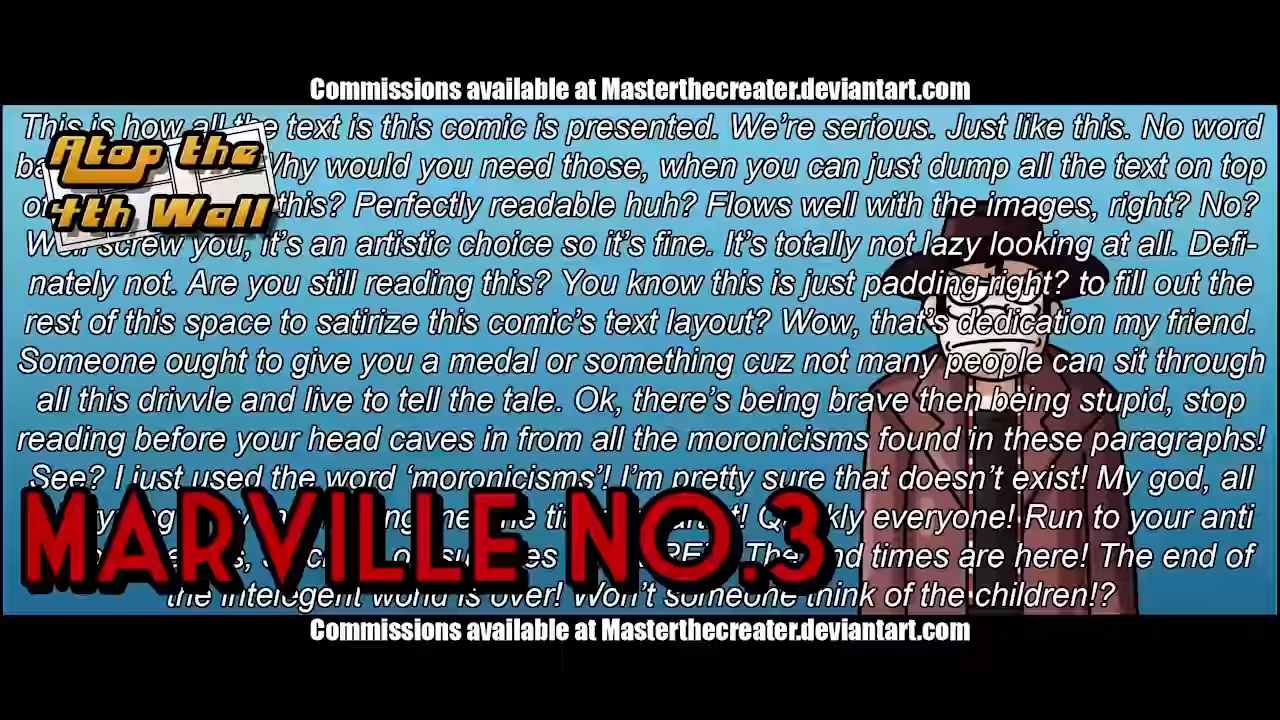 Commissions available at Masterthecreater.deviantart.com
This is how all the text is this comic is presented. We're serious. Just like this. No word
Why would you need those, when you can just dump all the text on top
this? Perfectly readable huh? Flows well with the images, right? No?
screw you, it's an artistic choice so it's fine. It's totally not lazy looking at all. Defi-
nately not. Are you still reading this? You know this is just padding right? to fill out the
rest of this space to satirize this comic's text layout? Wow, that's dedication my friend.
Someone ought to give you a medal or something cuz not many people can sit through
all this drivvle and live to tell the tale. Ok, there's being brave then being stupid, stop
reading before your head caves in from all the moronicisms found in these paragraphs!
See? I just used the word 'moronicisms'! I'm pretty sure that doesn't exist! My god, all
everyone! Run to your anti
times are here! The end of
the intelegent world is over! Won't someone think of the children!?
Atop the
4th Wall
MARVILLE NO.3
Commissions available at Masterthecreater.deviantart.com